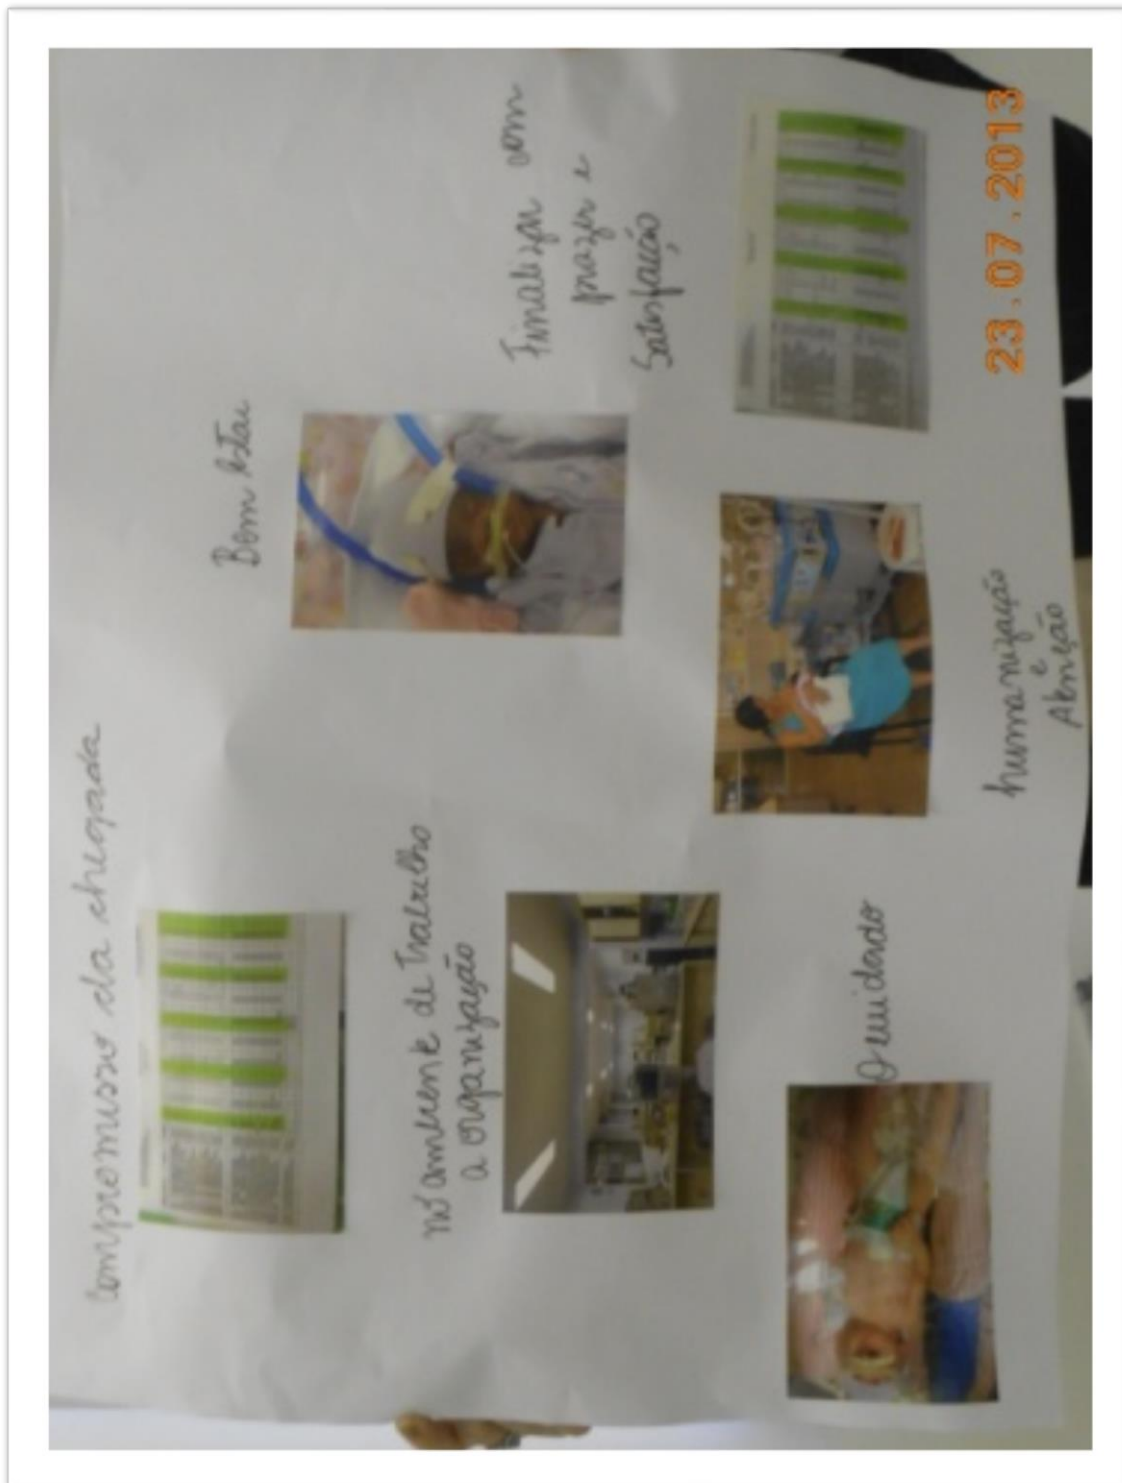 Compromisso da chegada
nº ambiente de Trabalho
a organização
Bem Estar
Finalizar com
prazer e
Satisfação
O cuidado
humanização
e
Atenção
23.07.2013